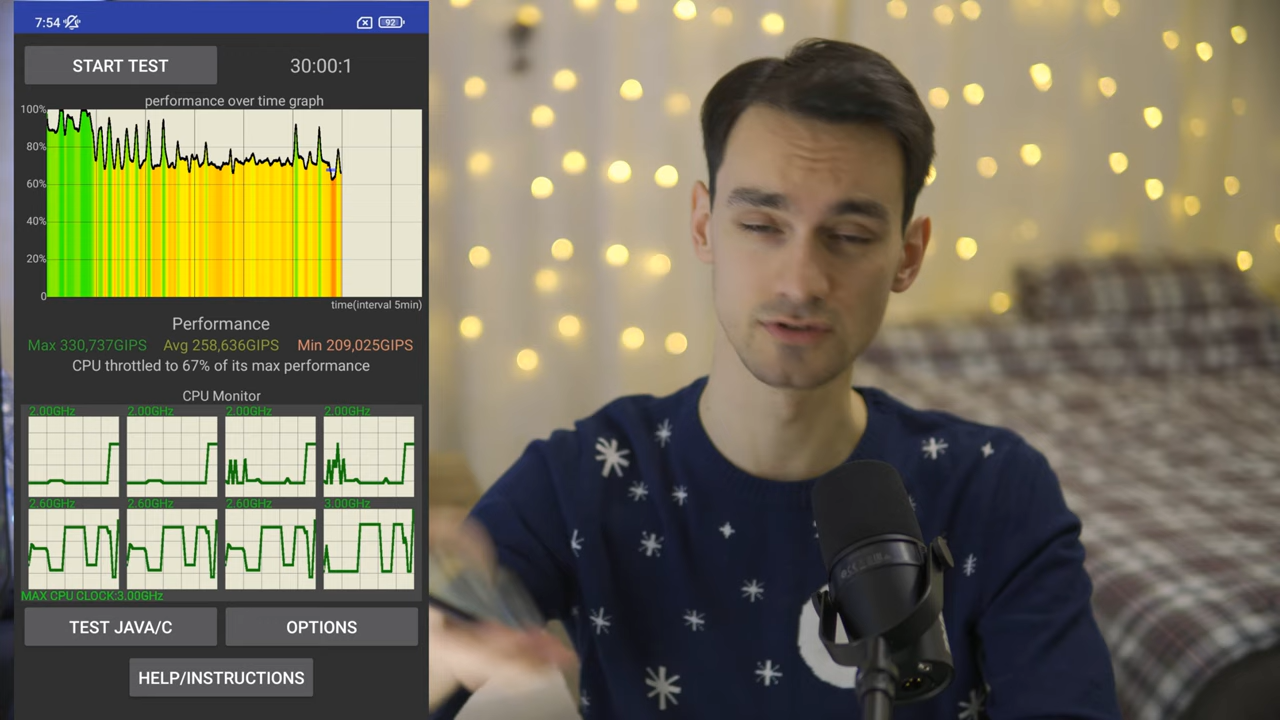 7:54
92
START TEST
30:00:1
performance over time graph
100%
80%
60%
40%
20%
0
time(interval 5min)
Performance
Max 330,737GIPS Avg 258,636GIPS Min 209,025GIPS
CPU throttled to 67% of its max performance
CPU Monitor
2.00GHz 2.00GHz 2.00GHz 2.00GHz
2.60GHz 2.60GHz 2.60GHz 3.00GHz
MAX CPU CLOCK:3.00GHz
TEST JAVA/C
OPTIONS
HELP/INSTRUCTIONS